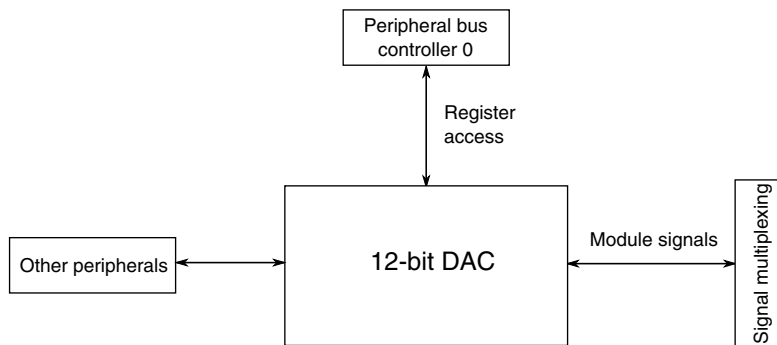 Peripheral bus
controller 0
Register
access
Other peripherals
12-bit DAC
Module signals
Signal multiplexing